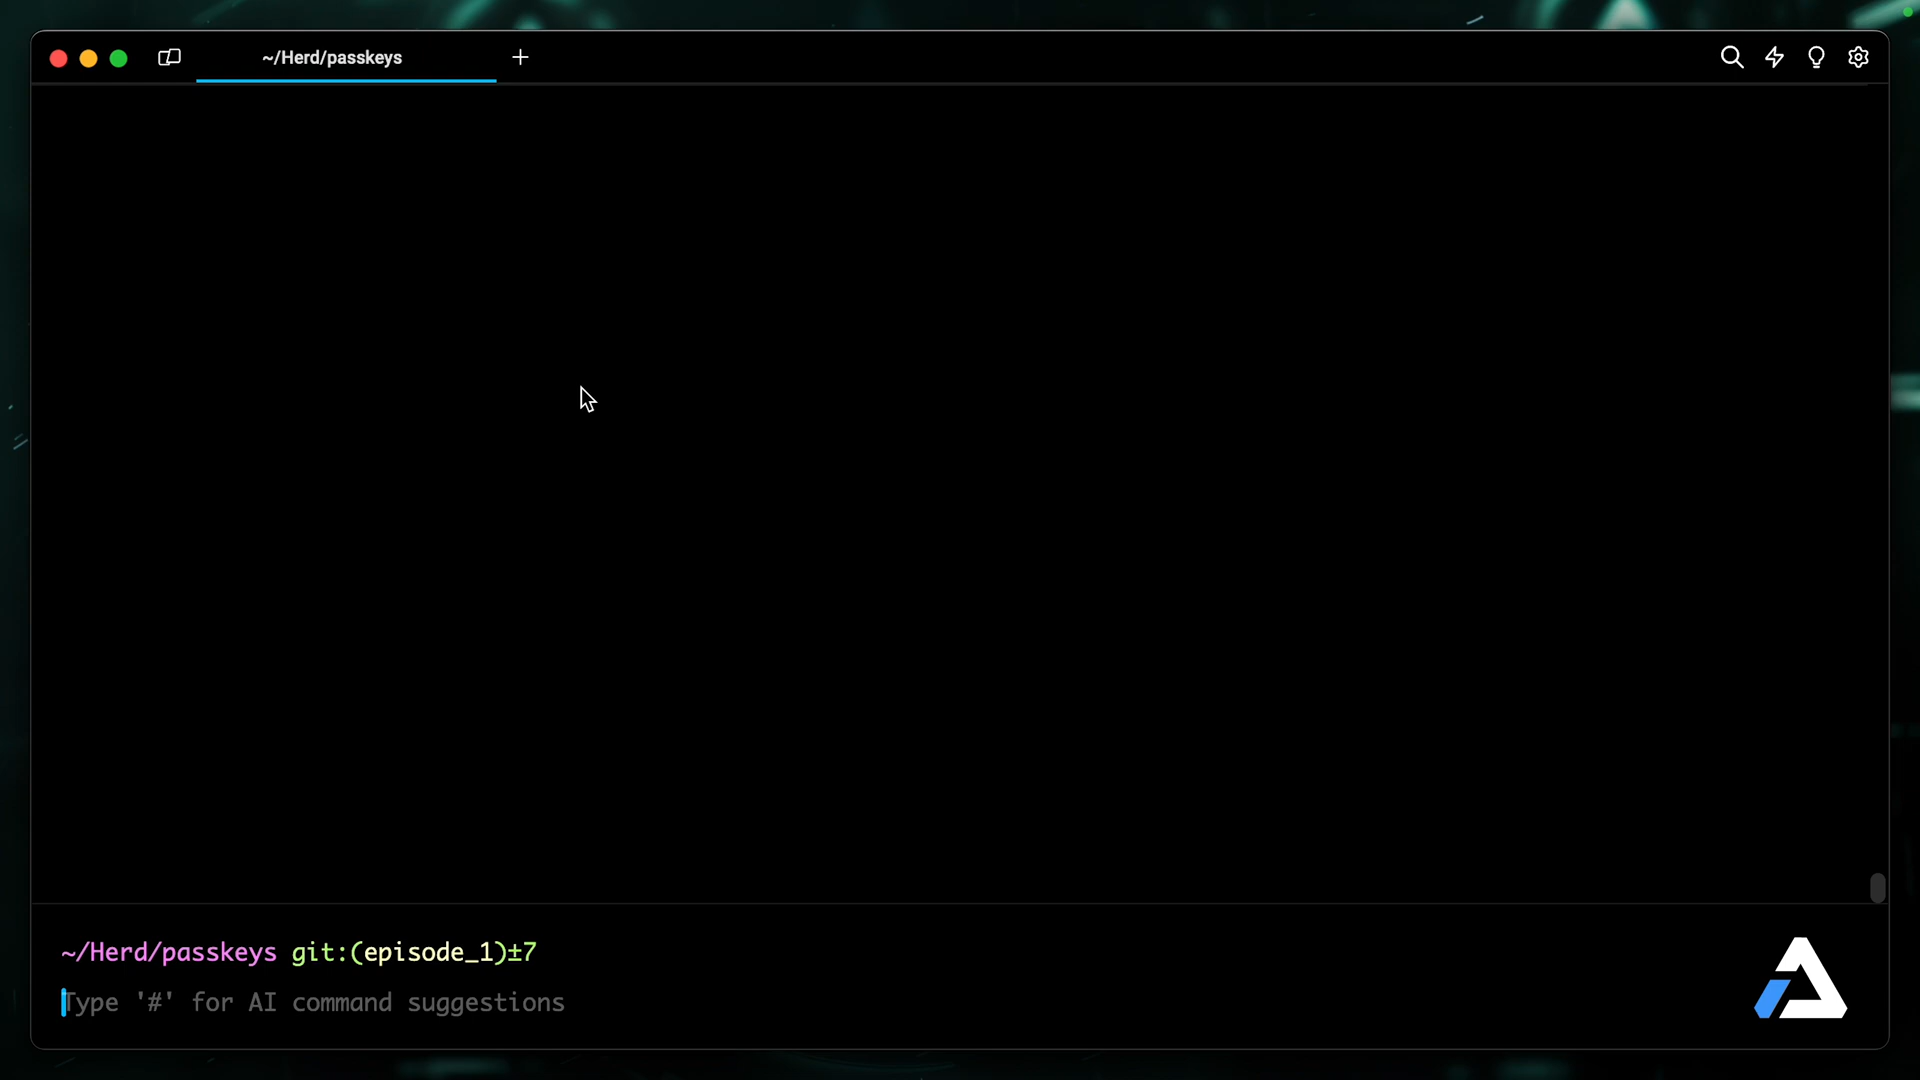 ~/Herd/passkeys
~/Herd/passkeys git:(episode_1)±7
Type '#' for AI command suggestions